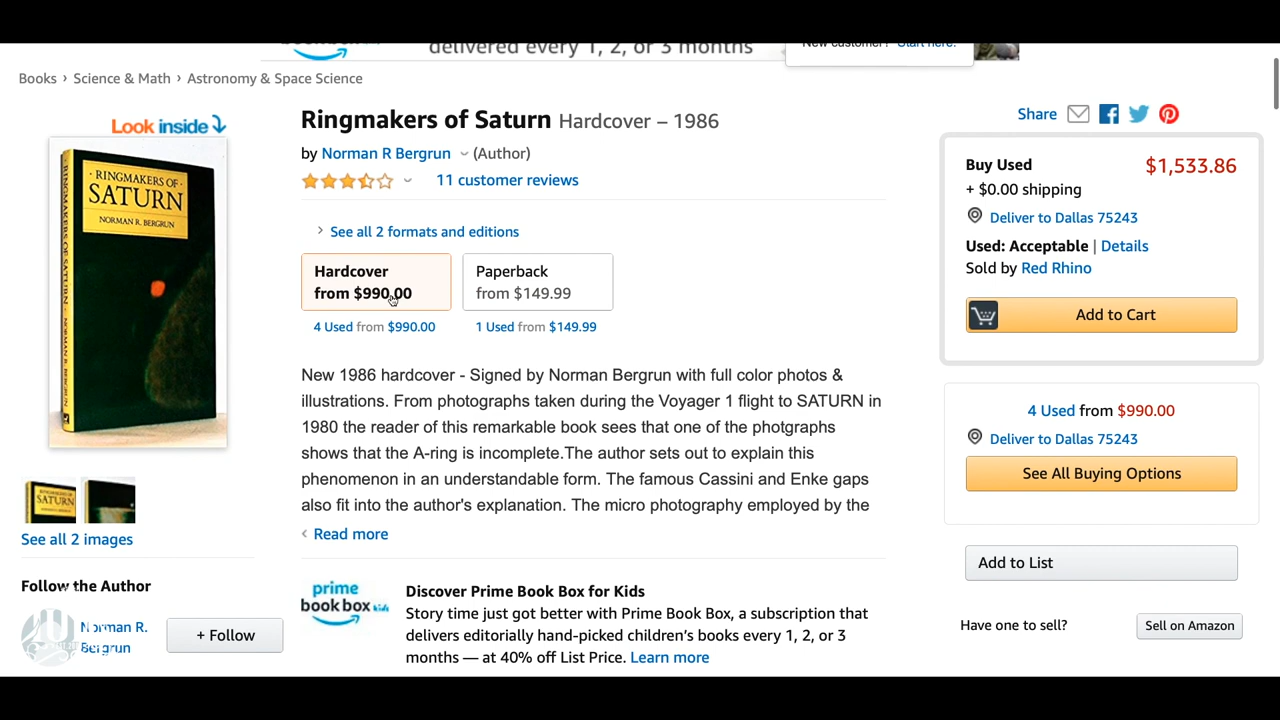 delivered every 1, 2, or 3 months
New customer? Start here.
Books › Science & Math › Astronomy & Space Science
Look inside
RINGMAKERS OF
SATURN
NORMAN R. BERGRUN
RINGMAKERS OF SATURN
Ringmakers of Saturn Hardcover – 1986
by Norman R Bergrun (Author)
11 customer reviews
See all 2 formats and editions
Hardcover
from $990.00
Paperback
from $149.99
4 Used from $990.00
1 Used from $149.99
New 1986 hardcover - Signed by Norman Bergrun with full color photos &
illustrations. From photographs taken during the Voyager 1 flight to SATURN in
1980 the reader of this remarkable book sees that one of the photgraphs
shows that the A-ring is incomplete.The author sets out to explain this
phenomenon in an understandable form. The famous Cassini and Enke gaps
also fit into the author's explanation. The micro photography employed by the
Read more
See all 2 images
Follow the Author
Norman R.
Bergrun
+ Follow
prime
book box kids
Discover Prime Book Box for Kids
Story time just got better with Prime Book Box, a subscription that
delivers editorially hand-picked children's books every 1, 2, or 3
months — at 40% off List Price. Learn more
Share
Buy Used $1,533.86
+ $0.00 shipping
Deliver to Dallas 75243
Used: Acceptable | Details
Sold by Red Rhino
Add to Cart
4 Used from $990.00
Deliver to Dallas 75243
See All Buying Options
Add to List
Have one to sell?
Sell on Amazon